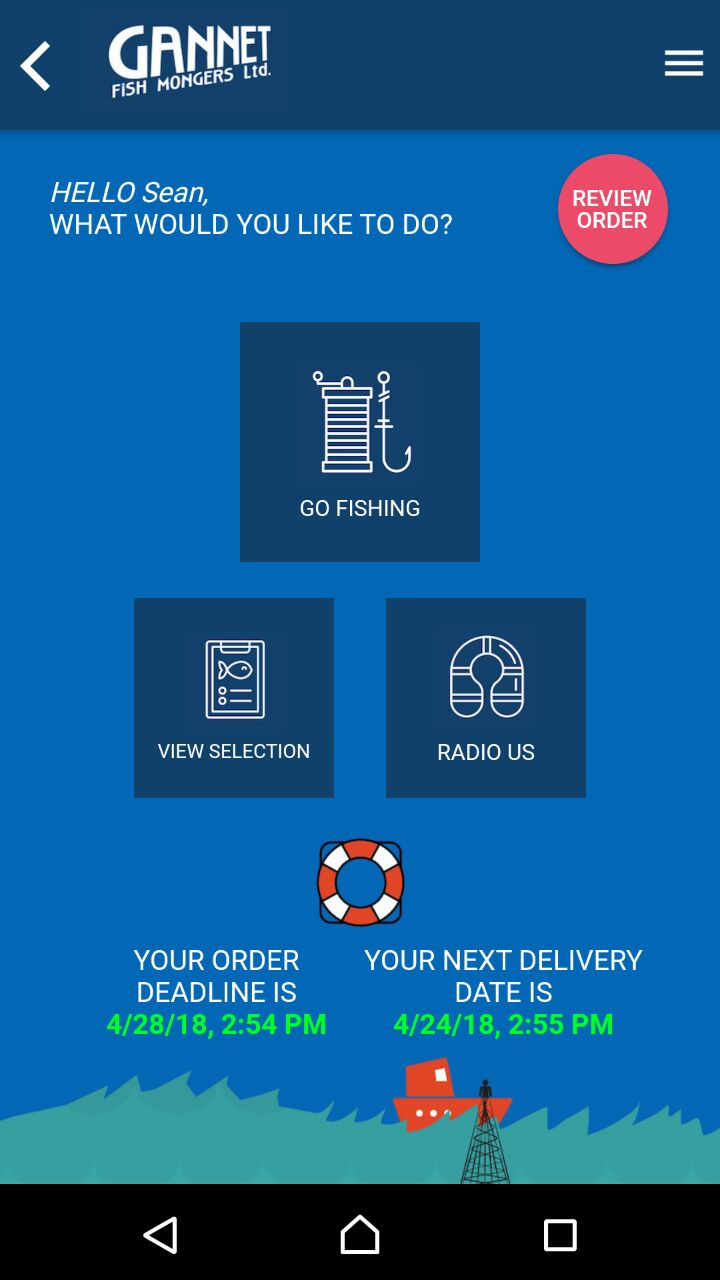 GANNET
FISH MONGERS Ltd.
HELLO Sean,
WHAT WOULD YOU LIKE TO DO?
REVIEW
ORDER
GO FISHING
VIEW SELECTION
RADIO US
YOUR ORDER
DEADLINE IS
4/28/18, 2:54 PM
YOUR NEXT DELIVERY
DATE IS
4/24/18, 2:55 PM